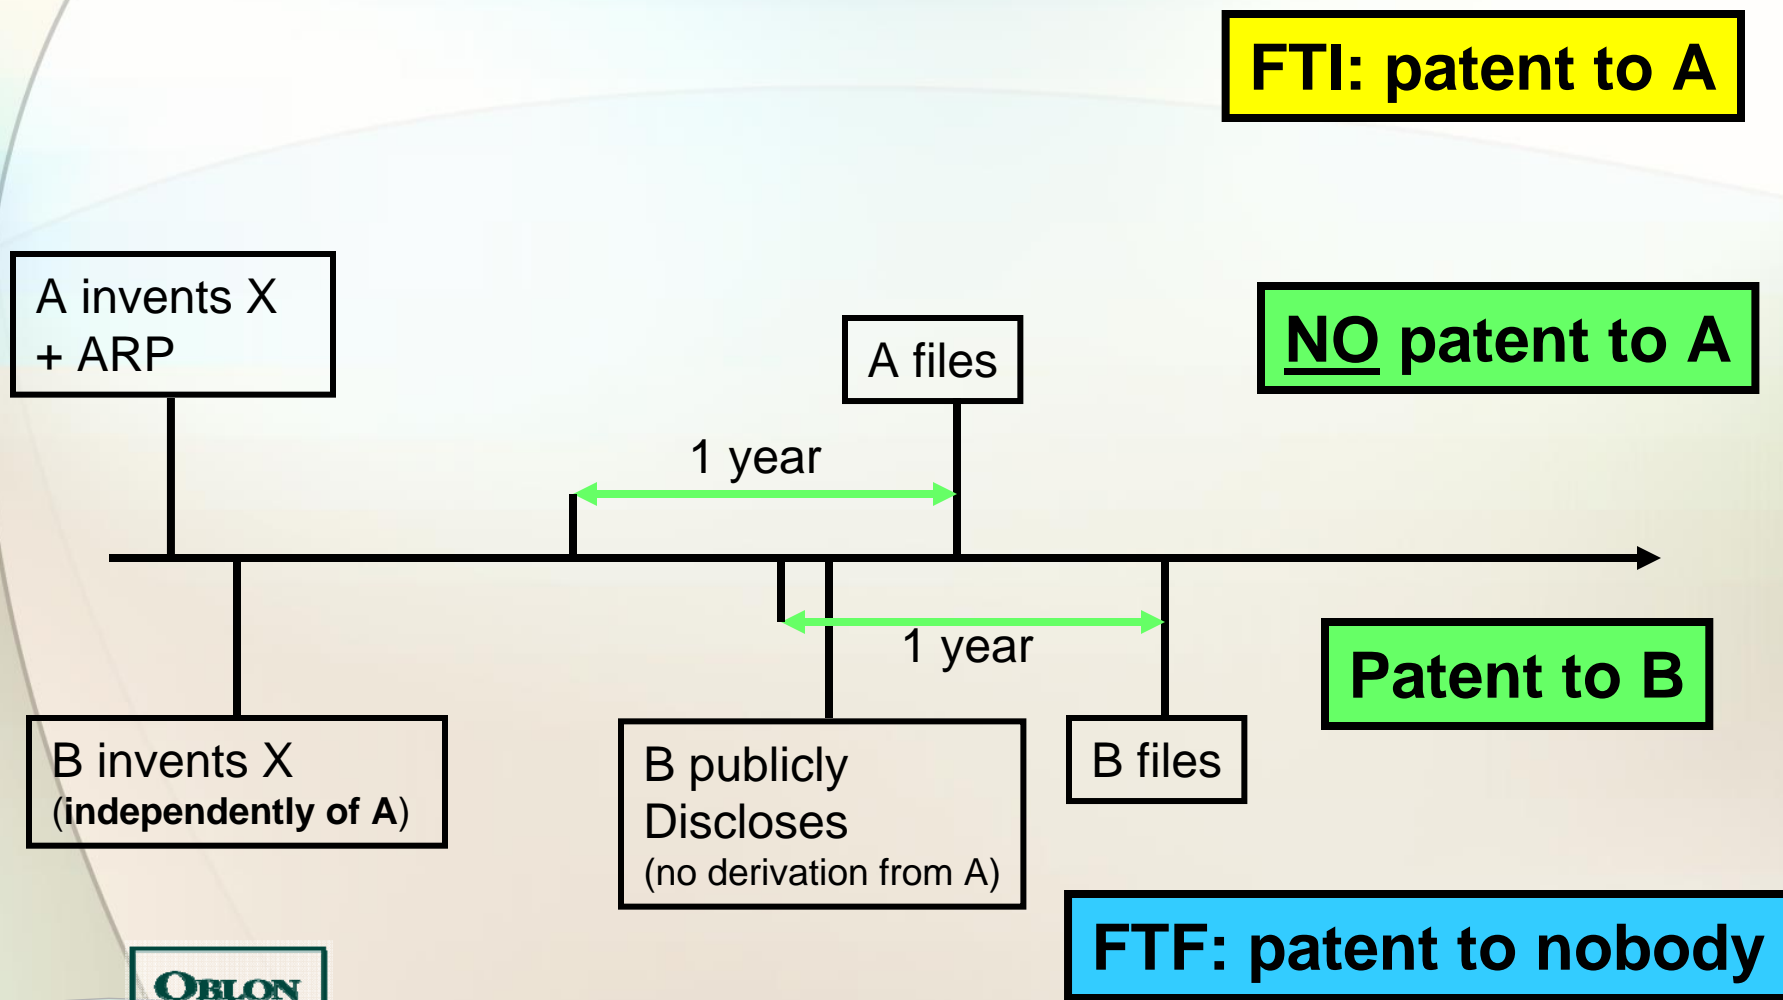 FTI: patent to A
A invents X
+ ARP
A files
NO patent to A
1 year
1 year
Patent to B
B invents X
(independently of A)
B publicly
Discloses
(no derivation from A)
B files
FTF: patent to nobody
OBLON